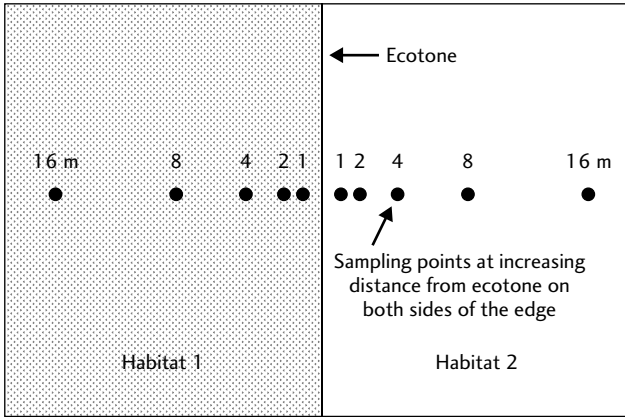 Ecotone
16 m 8 4 2 1 1 2 4 8 16 m
Sampling points at increasing
distance from ecotone on
both sides of the edge
Habitat 1 Habitat 2